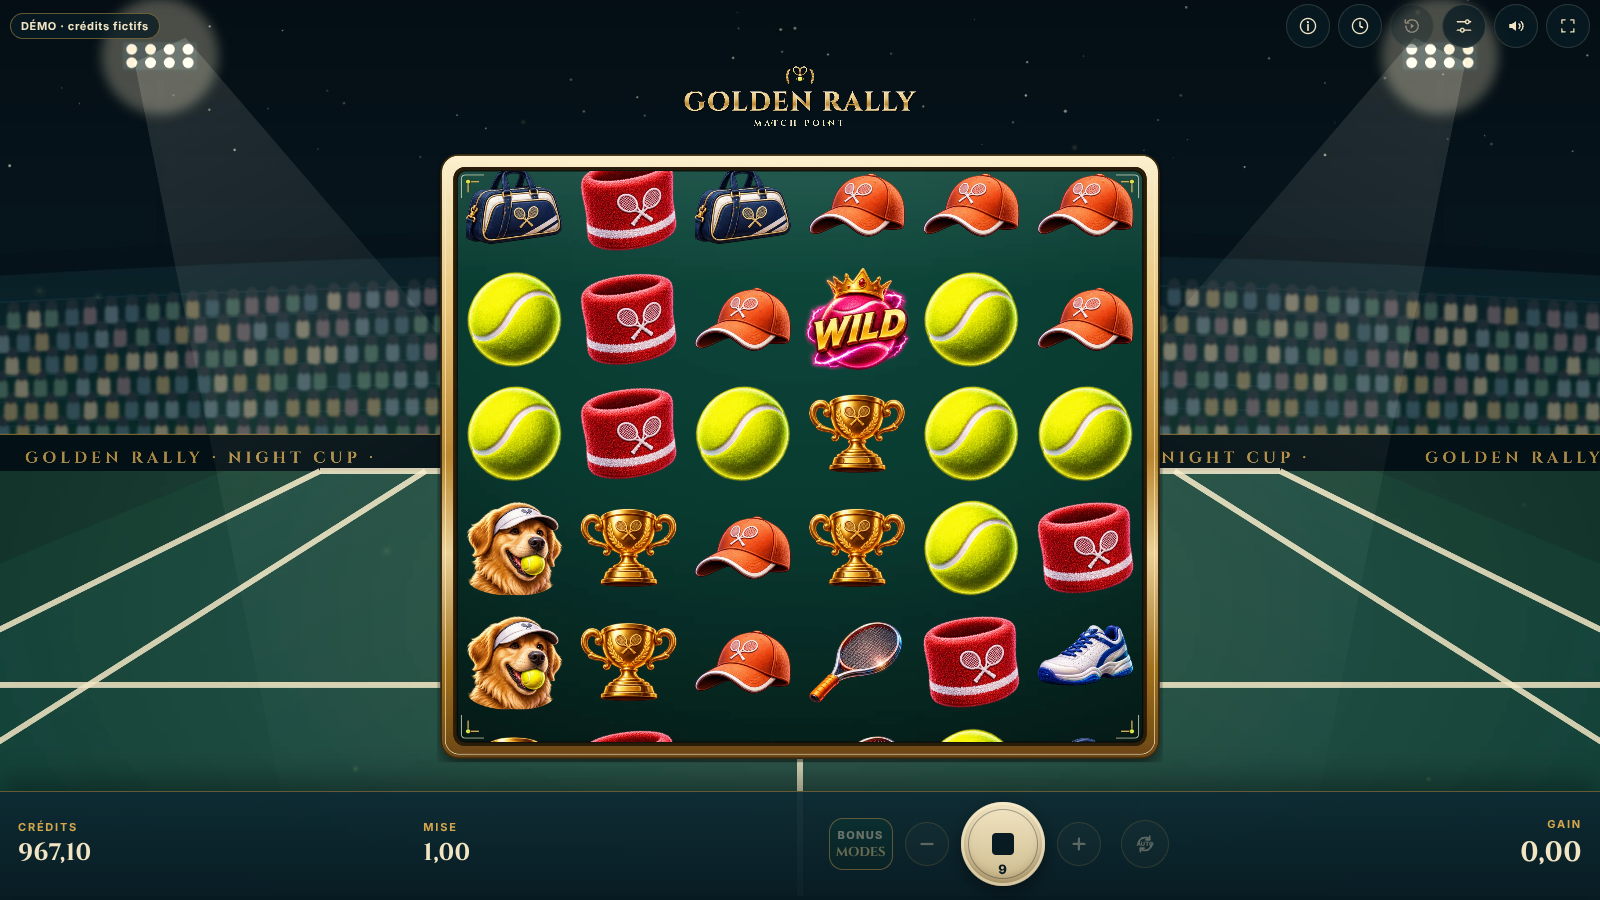 DÉMO · crédits fictifs
GOLDEN RALLY
MATCH POINT
WILD
GOLDEN RALLY · NIGHT CUP ·
NIGHT CUP ·
GOLDEN RALLY
CRÉDITS
967,10
MISE
1,00
BONUS
MODES
9
AUTO
GAIN
0,00